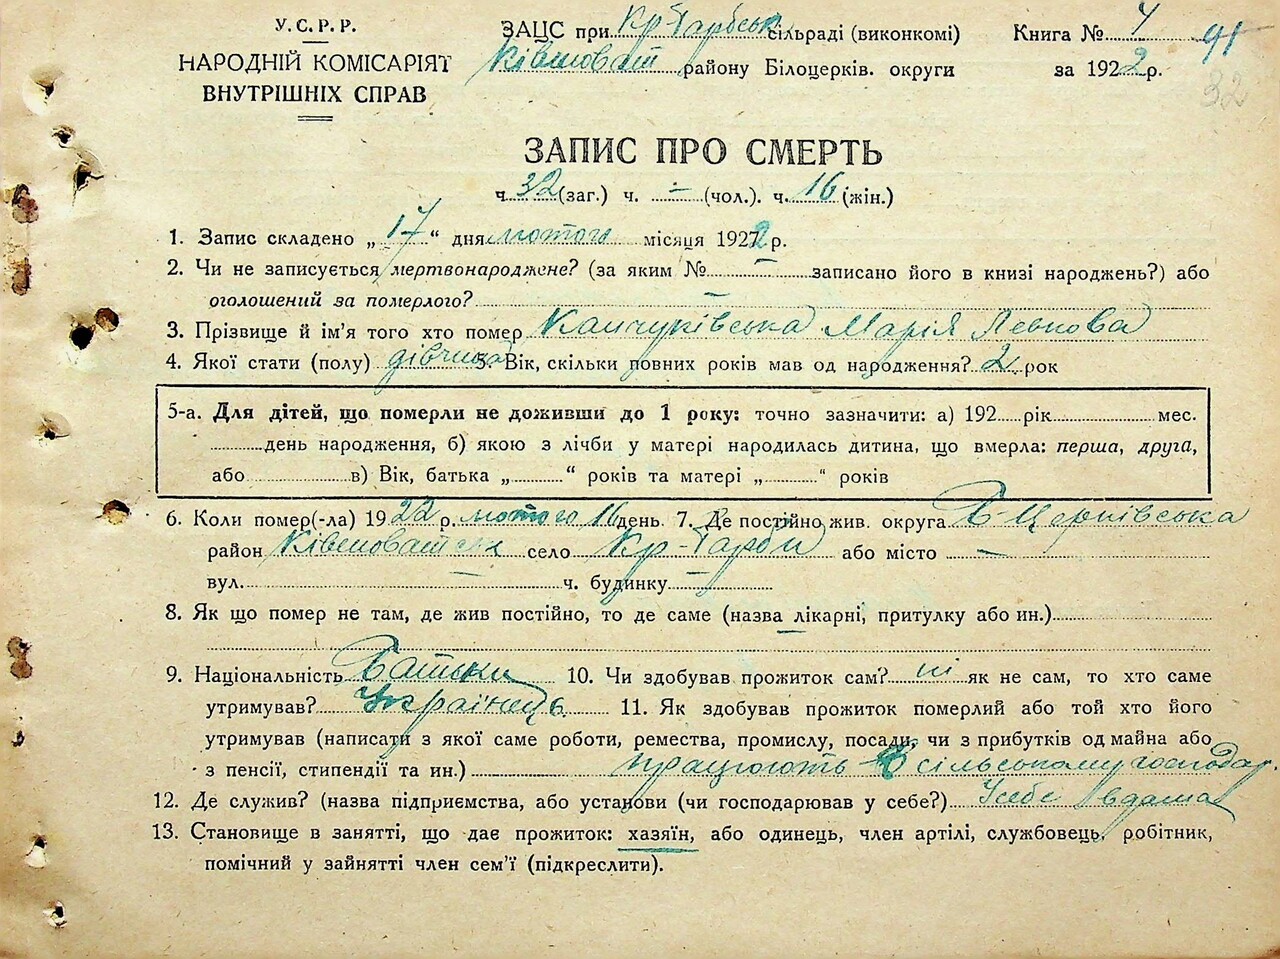 У.С.Р.Р.
НАРОДНІЙ КОМІСАРІЯТ
ВНУТРІШНІХ СПРАВ
ЗАЦС при Кр-Гарбськ сільраді (виконкомі)
Ківшоват району Білоцерків. округи
Книга № 4 91
за 1922 р.
32
ЗАПИС ПРО СМЕРТЬ
ч. 32 (заг.) ч. – (чол.). ч. 16 (жін.)
1. Запис складено „17“ дня лютого місяця 1922 р.
2. Чи не записується мертвонароджене? (за яким № – записано його в книзі народжень?) або
оголошений за померлого? –
3. Прізвище й ім'я того хто помер Марія Левкова
4. Якої стати (полу) дівчина 5. Вік, скільки повних років мав од народження? 2 рок
5-а. Для дітей, що померли не доживши до 1 року: точно зазначити: а) 192 рік мес.
день народження, б) якою з лічби у матері народилась дитина, що вмерла: перша, друга,
або в) Вік, батька „ “ років та матері „ “ років
6. Коли помер(-ла) 1922 р. лютого 16 день 7. Де постійно жив. округа Б-Церківська
район Ківшоватськ село Кр-Гарби або місто –
вул. – ч. будинку –
8. Як що помер не там, де жив постійно, то де саме (назва лікарні, притулку або ин.) –
9. Національність Батьки 10. Чи здобував прожиток сам? ні як не сам, то хто саме
утримував? Українець 11. Як здобував прожиток померлий або той хто його
утримував (написати з якої саме роботи, ремества, промислу, посади, чи з прибутків од майна або
з пенсії, стипендії та ин.) працюють в сільському господар.
12. Де служив? (назва підприємства, або установи (чи господарював у себе?) У себе вдома
13. Становище в занятті, що дає прожиток: хазяїн, або одинець, член артілі, службовець, робітник,
помічний у зайнятті член сем'ї (підкреслити).